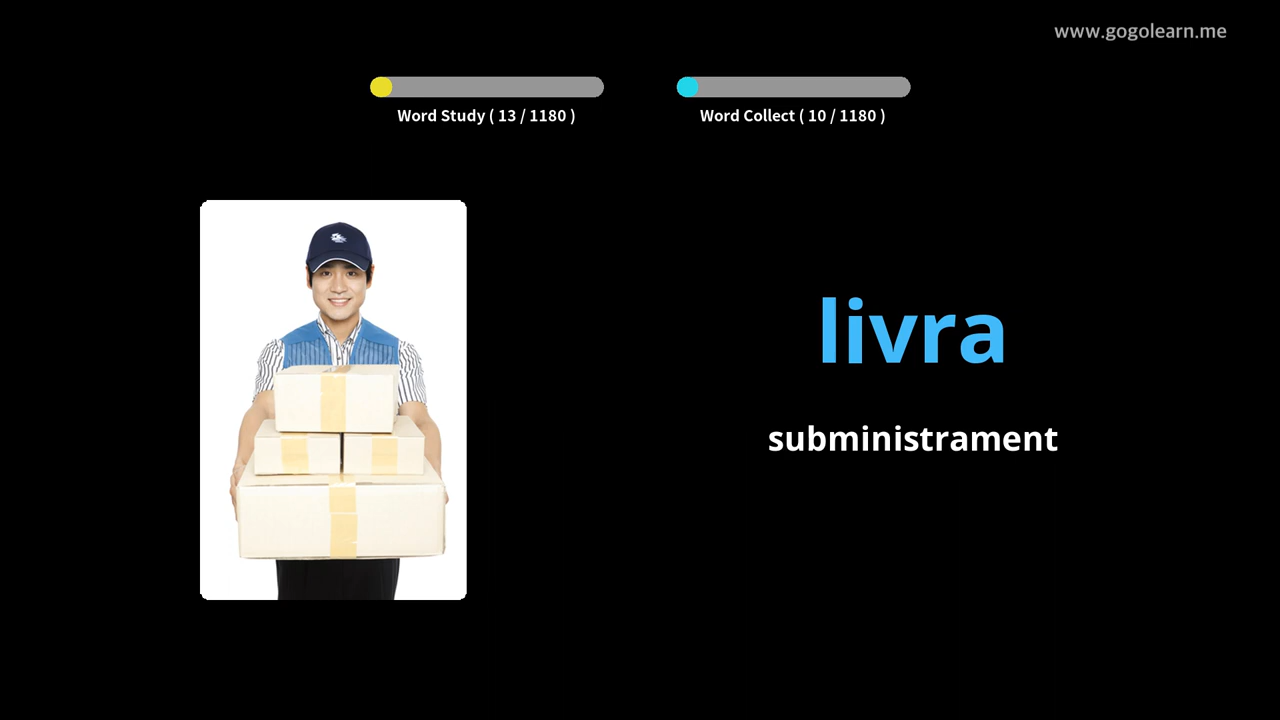 www.gogolearn.me
Word Study ( 13 / 1180 )
Word Collect ( 10 / 1180 )
livra
subministrament